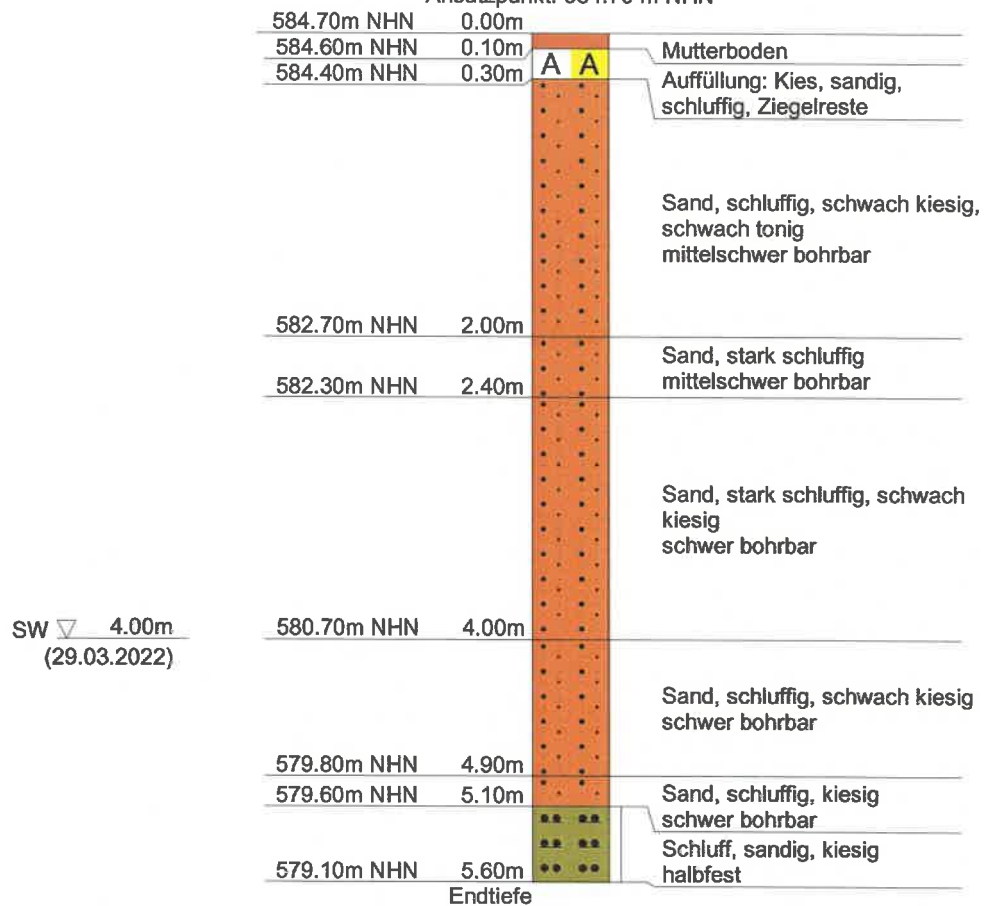 584.70m NHN 0.00m
584.60m NHN 0.10m
Mutterboden
584.40m NHN 0.30m
A A
Auffüllung: Kies, sandig,
schluffig, Ziegelreste
Sand, schluffig, schwach kiesig,
schwach tonig
mittelschwer bohrbar
582.70m NHN 2.00m
Sand, stark schluffig
mittelschwer bohrbar
582.30m NHN 2.40m
Sand, stark schluffig, schwach
kiesig
schwer bohrbar
SW 4.00m
(29.03.2022)
580.70m NHN 4.00m
Sand, schluffig, schwach kiesig
schwer bohrbar
579.80m NHN 4.90m
579.60m NHN 5.10m
Sand, schluffig, kiesig
schwer bohrbar
Schluff, sandig, kiesig
halbfest
579.10m NHN 5.60m
Endtiefe